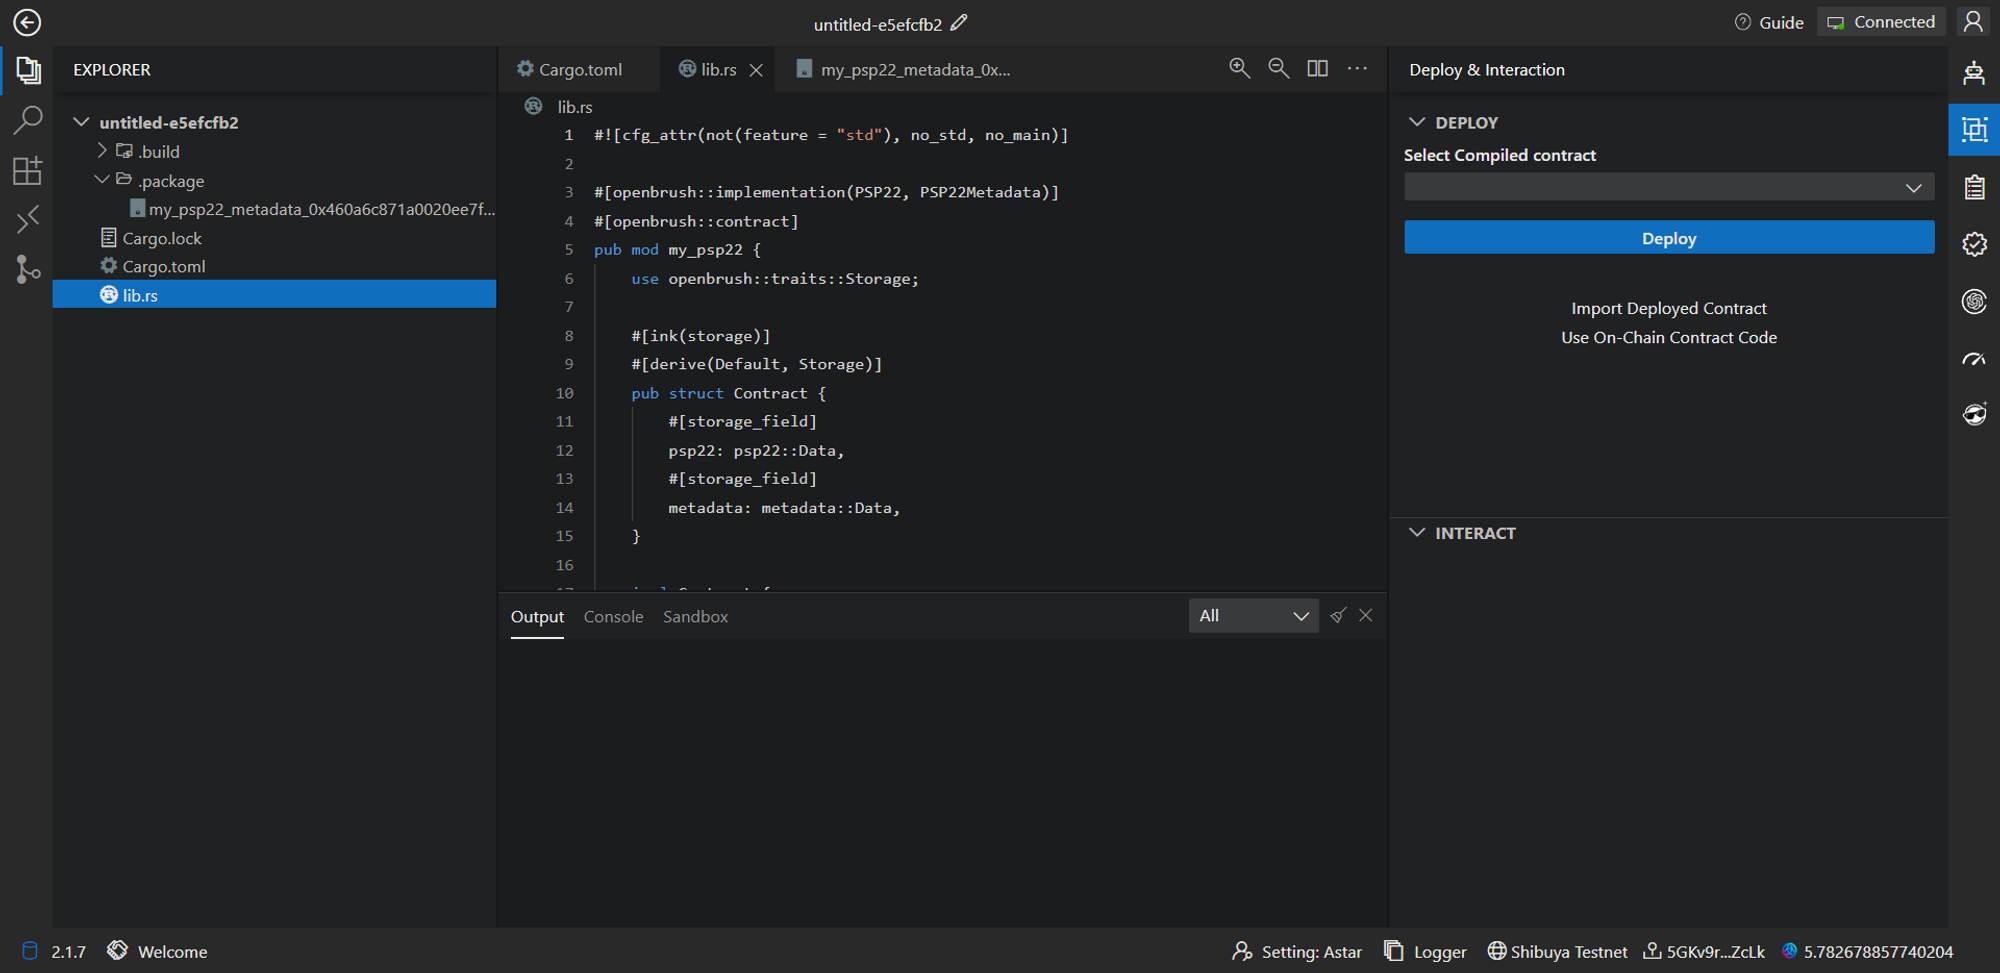 untitled-e5efcfb2
Guide
Connected
EXPLORER
untitled-e5efcfb2
.build
.package
my_psp22_metadata_0x460a6c871a0020ee7f...
Cargo.lock
Cargo.toml
lib.rs
Cargo.toml
lib.rs
my_psp22_metadata_0x...
lib.rs
1 #![cfg_attr(not(feature = "std"), no_std, no_main)]
2
3 #[openbrush::implementation(PSP22, PSP22Metadata)]
4 #[openbrush::contract]
5 pub mod my_psp22 {
6 use openbrush::traits::Storage;
7
8 #[ink(storage)]
9 #[derive(Default, Storage)]
10 pub struct Contract {
11 #[storage_field]
12 psp22: psp22::Data,
13 #[storage_field]
14 metadata: metadata::Data,
15 }
16
Output
Console
Sandbox
All
Deploy & Interaction
DEPLOY
Select Compiled contract
Deploy
Import Deployed Contract
Use On-Chain Contract Code
INTERACT
2.1.7
Welcome
Setting: Astar
Logger
Shibuya Testnet
5GKv9r...ZcLk
5.782678857740204